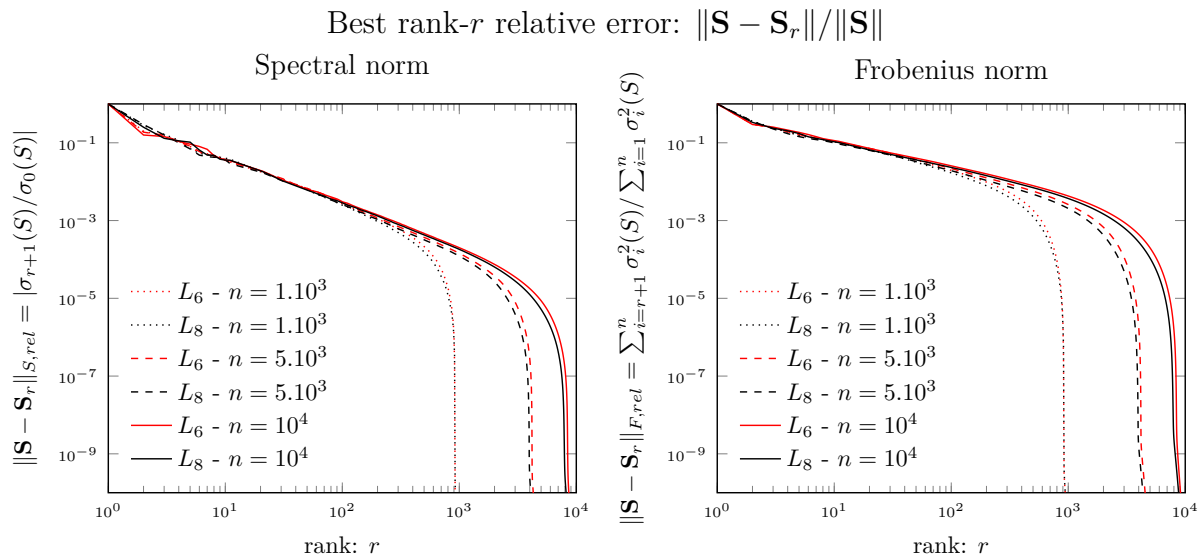 Best rank-r relative error: ‖S − S_r‖/‖S‖
Spectral norm
‖S − S_r‖_{S,rel} = |σ_{r+1}(S)/σ_0(S)|
10^{-1}
10^{-3}
10^{-5}
10^{-7}
10^{-9}
L_6 - n = 1.10^3
L_8 - n = 1.10^3
L_6 - n = 5.10^3
L_8 - n = 5.10^3
L_6 - n = 10^4
L_8 - n = 10^4
10^0 10^1 10^2 10^3 10^4
rank: r
Frobenius norm
‖S − S_r‖_{F,rel} = ∑_{i=r+1}^n σ_i^2(S)/ ∑_{i=1}^n σ_i^2(S)
10^{-1}
10^{-3}
10^{-5}
10^{-7}
10^{-9}
L_6 - n = 1.10^3
L_8 - n = 1.10^3
L_6 - n = 5.10^3
L_8 - n = 5.10^3
L_6 - n = 10^4
L_8 - n = 10^4
10^0 10^1 10^2 10^3 10^4
rank: r